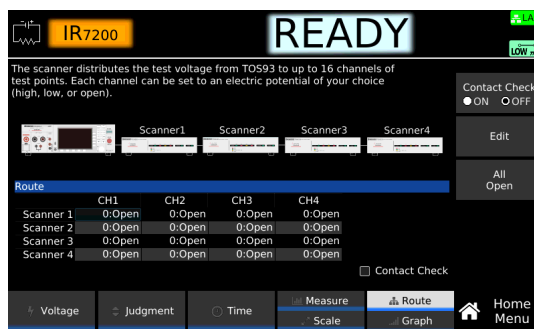 IR7200
READY
LA
LOW
The scanner distributes the test voltage from TOS93 to up to 16 channels of
test points. Each channel can be set to an electric potential of your choice
(high, low, or open).
Contact Check
ON OFF
Scanner1 Scanner2 Scanner3 Scanner4
Edit
All
Open
Route
CH1 CH2 CH3 CH4
Scanner 1 0:Open 0:Open 0:Open 0:Open
Scanner 2 0:Open 0:Open 0:Open 0:Open
Scanner 3 0:Open 0:Open 0:Open 0:Open
Scanner 4 0:Open 0:Open 0:Open 0:Open
Contact Check
Voltage Judgment Time Measure Route Home
Scale Graph Menu